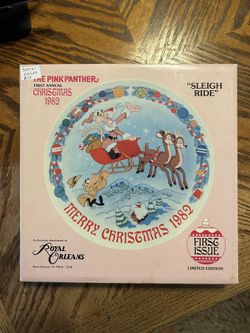 THE PINK PANTHER
FIRST ANNUAL
CHRISTMAS
1982
"SLEIGH
RIDE"
MERRY CHRISTMAS 1982
Exclusively distributed by
ROYAL
ORLEANS
FIRST
ISSUE
LIMITED EDITION